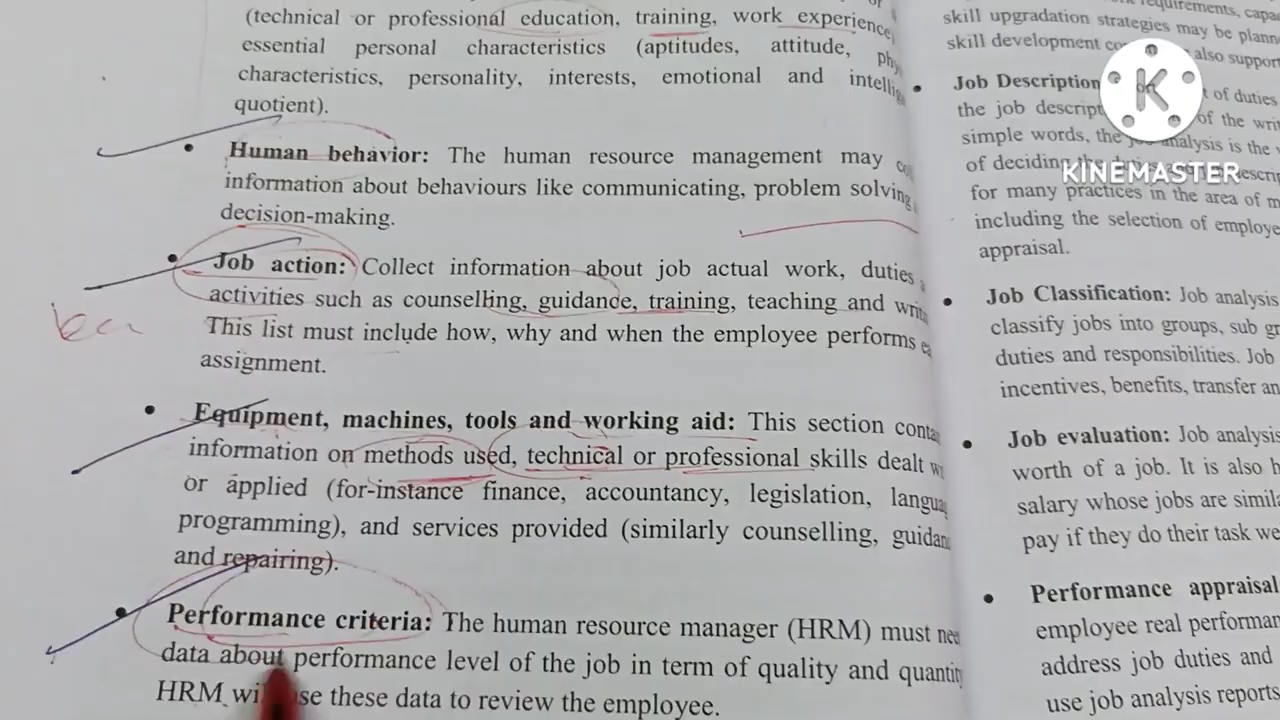 (technical or professional education, training, work experience
essential personal characteristics (aptitudes, attitude,
characteristics, personality, interests, emotional and
quotient).
• Human behavior: The human resource management may
information about behaviours like communicating, problem solving
decision-making.
• Job action: Collect information about job actual work, duties
activities such as counselling, guidance, training, teaching and
This list must include how, why and when the employee performs
assignment.
• Equipment, machines, tools and working aid: This section
information on methods used, technical or professional skills dealt
or applied (for-instance finance, accountancy, legislation,
programming), and services provided (similarly counselling,
and repairing).
• Performance criteria: The human resource manager (HRM) must
data about performance level of the job in term of quality and
HRM these data to review the employee.
requirements,
skill upgradation strategies may be
skill development also
• Job Description of duties
the job of the
simple words, the analysis is the
of deciding
for many practices in the area of
including the selection of
appraisal.
• Job Classification: Job analysis
classify jobs into groups, sub
duties and responsibilities. Job
incentives, benefits, transfer
• Job evaluation: Job analysis
worth of a job. It is also
salary whose jobs are
pay if they do their task
• Performance appraisal
employee real
address job duties and
use job analysis reports
K
KINEMASTER